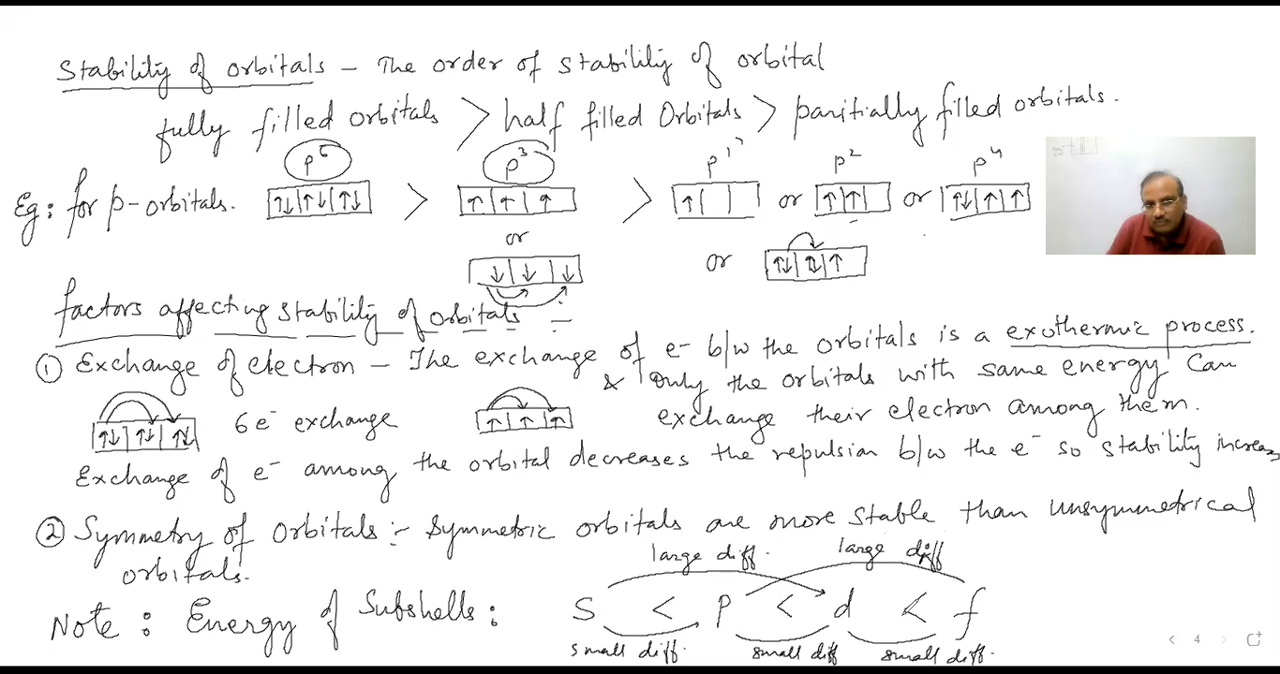 Stability of orbitals - The order of stability of orbital
fully filled orbitals > half filled Orbitals > paritially filled orbitals.
p⁶ p³ p¹ p² p⁴
Eg: for p-orbitals. ↑↓ ↑↓ ↑↓ > ↑ ↑ ↑ > ↑ or ↑ ↑ or ↑↓ ↑ ↑
or ↓ ↓ ↓ or ↑↓ ↑↓ ↑
factors affecting stability of orbitals :-
① Exchange of electron - The exchange of e⁻ b/w the orbitals is a exothermic process.
& Only the orbitals with same energy Can
↑↓ ↑↓ ↑↓ 6e⁻ exchange ↑ ↑ ↑ exchange their electron among them.
Exchange of e⁻ among the orbital decreases the repulsion b/w the e⁻ so stability increas
② Symmetry of orbitals :- Symmetric orbitals are more stable than unsymmetrical
orbitals.
large diff. large diff
Note : Energy of Subshells : S < p < d < f
small diff. small diff small diff.
< 4 >